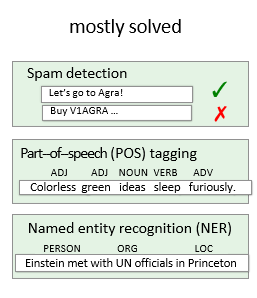 mostly solved
Spam detection
Let's go to Agra! ✓
Buy V1AGRA ... ✗
Part-of-speech (POS) tagging
ADJ ADJ NOUN VERB ADV
Colorless green ideas sleep furiously.
Named entity recognition (NER)
PERSON ORG LOC
Einstein met with UN officials in Princeton